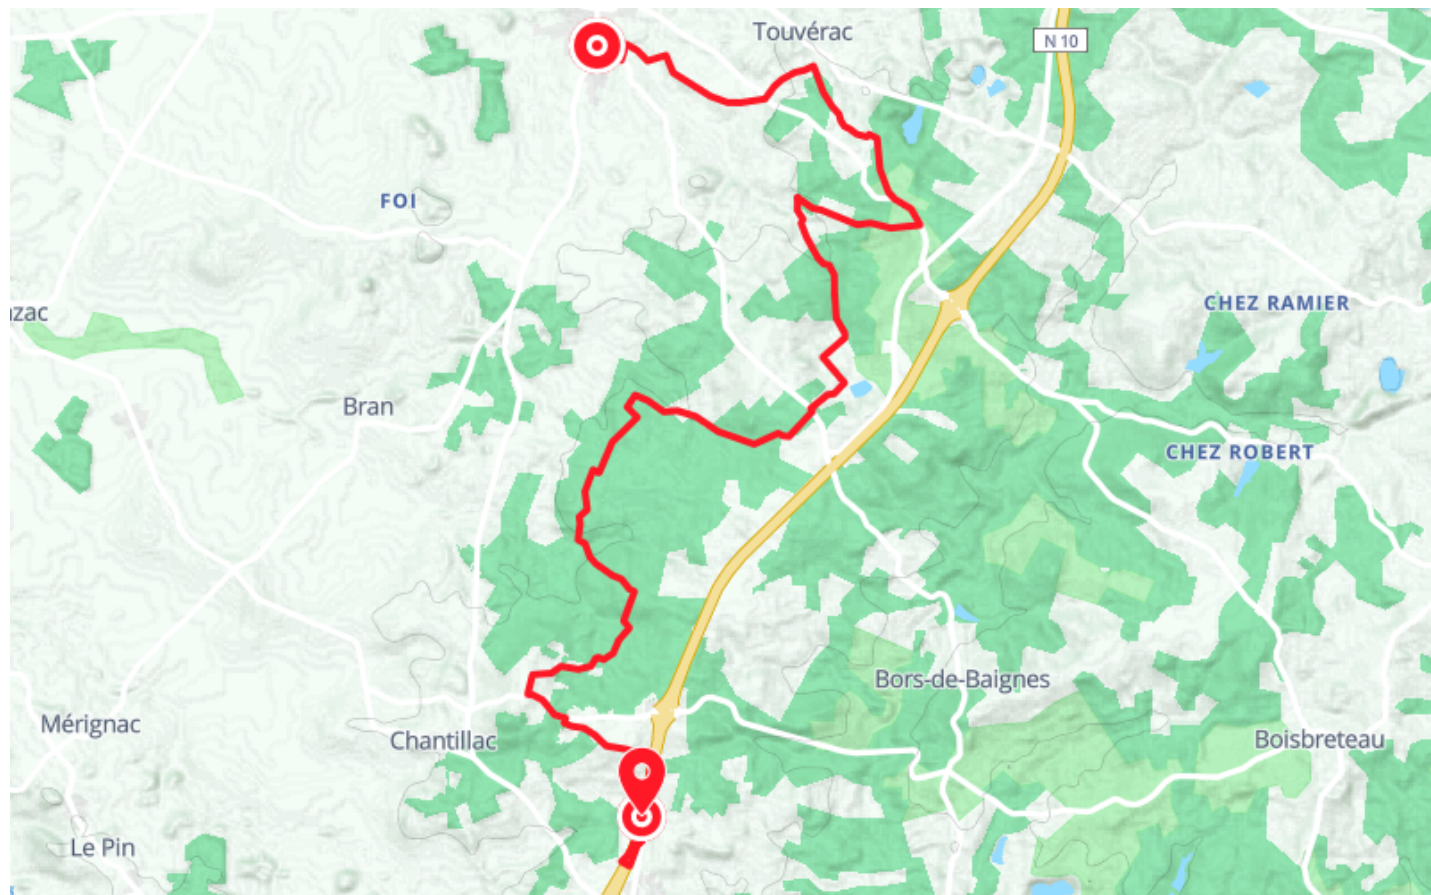 Touvérac
N 10
FOI
CHEZ RAMIER
zac
Bran
CHEZ ROBERT
Bors-de-Baignes
Mérignac
Chantillac
Boisbreteau
Le Pin